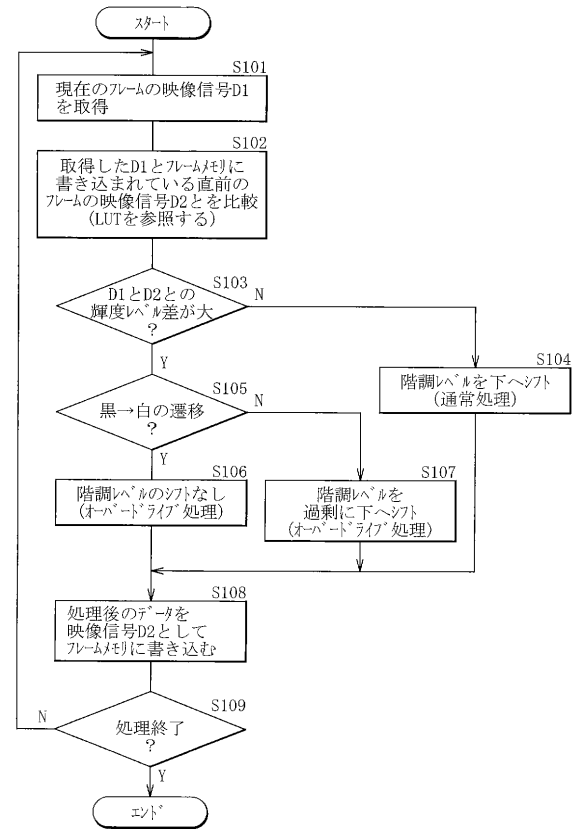 スタート
S101
現在のフレームの映像信号D1
を取得
S102
取得したD1とフレームメモリに
書き込まれている直前の
フレームの映像信号D2とを比較
(LUTを参照する)
S103
D1とD2との
輝度レベル差が大
?
N
Y
S104
階調レベルを下へシフト
(通常処理)
S105
黒→白の遷移
?
N
Y
S106
階調レベルのシフトなし
(オーバードライブ処理)
S107
階調レベルを
過剰に下へシフト
(オーバードライブ処理)
S108
処理後のデータを
映像信号D2として
フレームメモリに書き込む
S109
処理終了
?
N
Y
エンド